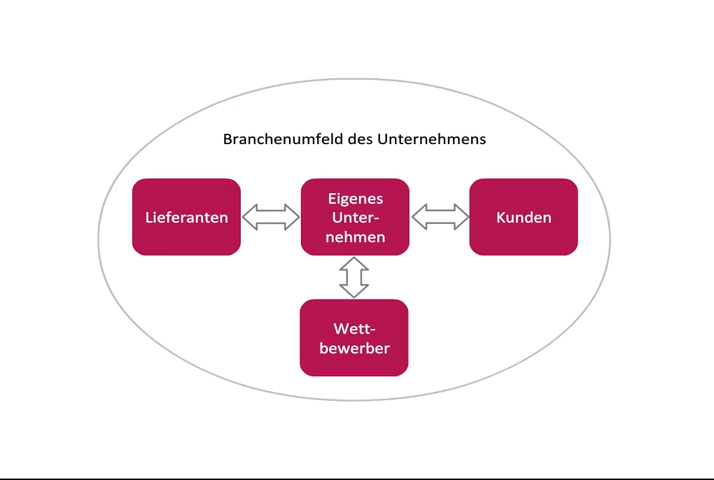 Branchenumfeld des Unternehmens
Lieferanten
Eigenes
Unter-
nehmen
Kunden
Wett-
bewerber